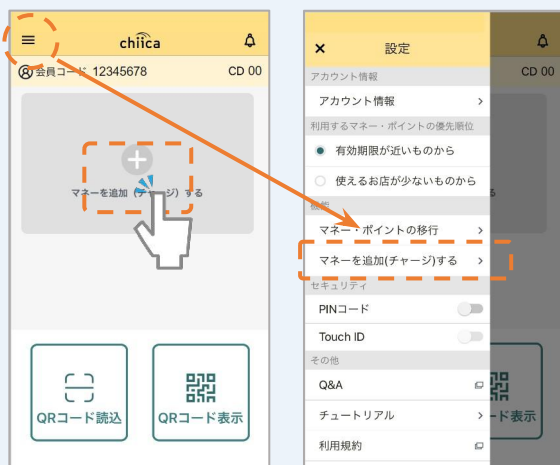 chiica
会員コード 12345678
CD 00
マネーを追加（チャージ）する
QRコード読込
QRコード表示
設定
CD 00
アカウント情報
アカウント情報
利用するマネー・ポイントの優先順位
有効期限が近いものから
使えるお店が少ないものから
機能
マネー・ポイントの移行
マネーを追加(チャージ)する
セキュリティ
PINコード
Touch ID
その他
Q&A
チュートリアル
ード表示
利用規約